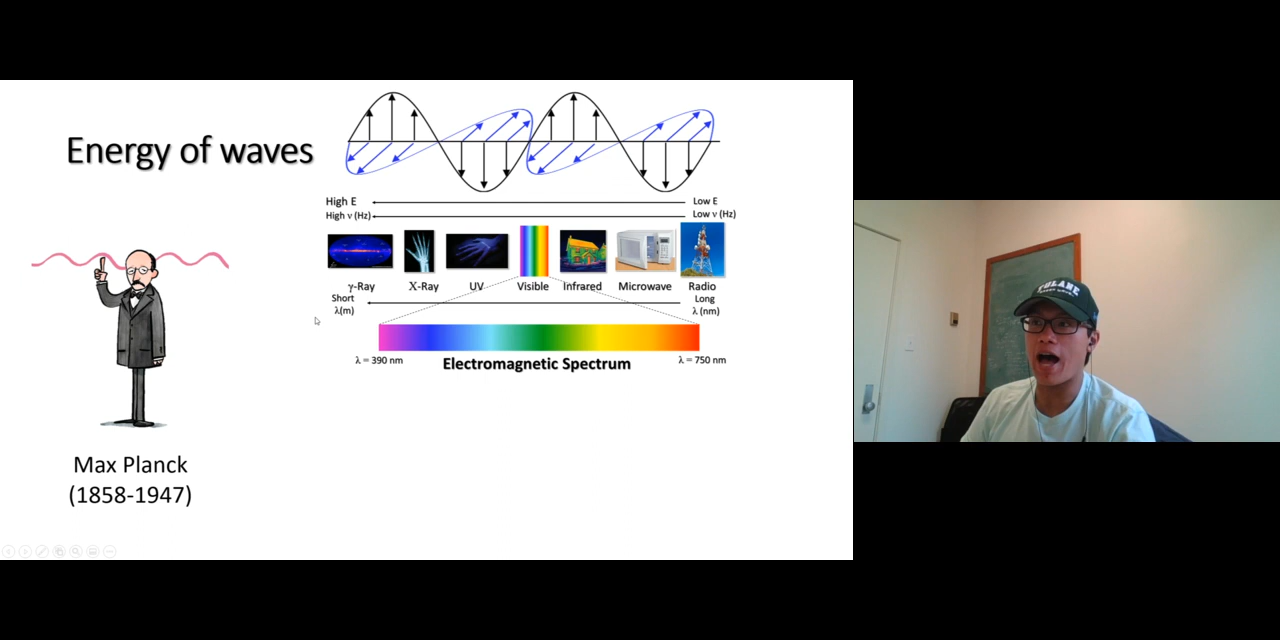 Energy of waves
High E
Low E
High ν (Hz)
Low ν (Hz)
γ-Ray
X-Ray
UV
Visible
Infrared
Microwave
Radio
Short
λ(m)
Long
λ (nm)
λ = 390 nm
λ = 750 nm
Electromagnetic Spectrum
Max Planck
(1858-1947)
TULANE